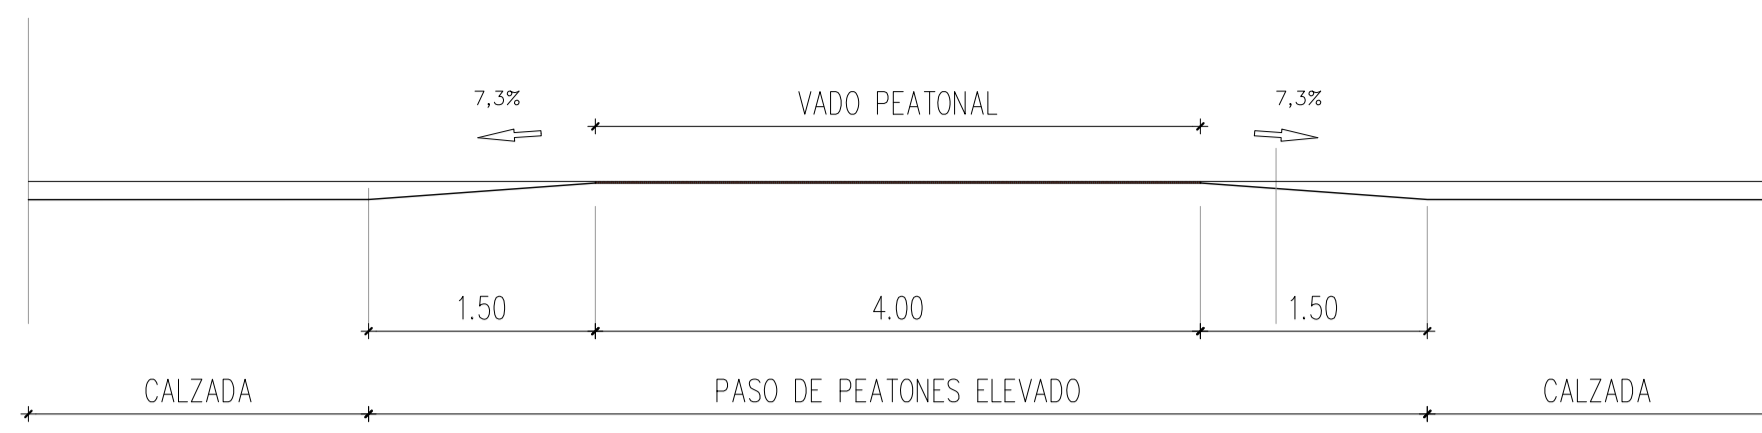 7,3%
VADO PEATONAL
7,3%
1.50
4.00
1.50
CALZADA
PASO DE PEATONES ELEVADO
CALZADA